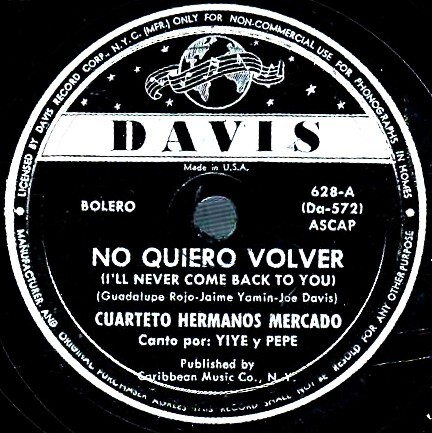 LICENSED BY DAVIS RECORD CORP., N.Y.C. (MFR.) ONLY FOR NON-COMMERCIAL USE FOR PHONOGRAPHS IN HOMES
DAVIS
Made in U.S.A.
BOLERO
628-A
(Da-572)
ASCAP
NO QUIERO VOLVER
(I'LL NEVER COME BACK TO YOU)
(Guadalupe Rojo-Jaime Yamin-Joe Davis)
CUARTETO HERMANOS MERCADO
Canto por: YIYE y PEPE
Published by
Caribbean Music Co., N. Y.
MANUFACTURER AND ORIGINAL PURCHASER AGREES THIS RECORD SHALL NOT BE RESOLD FOR ANY OTHER PURPOSE